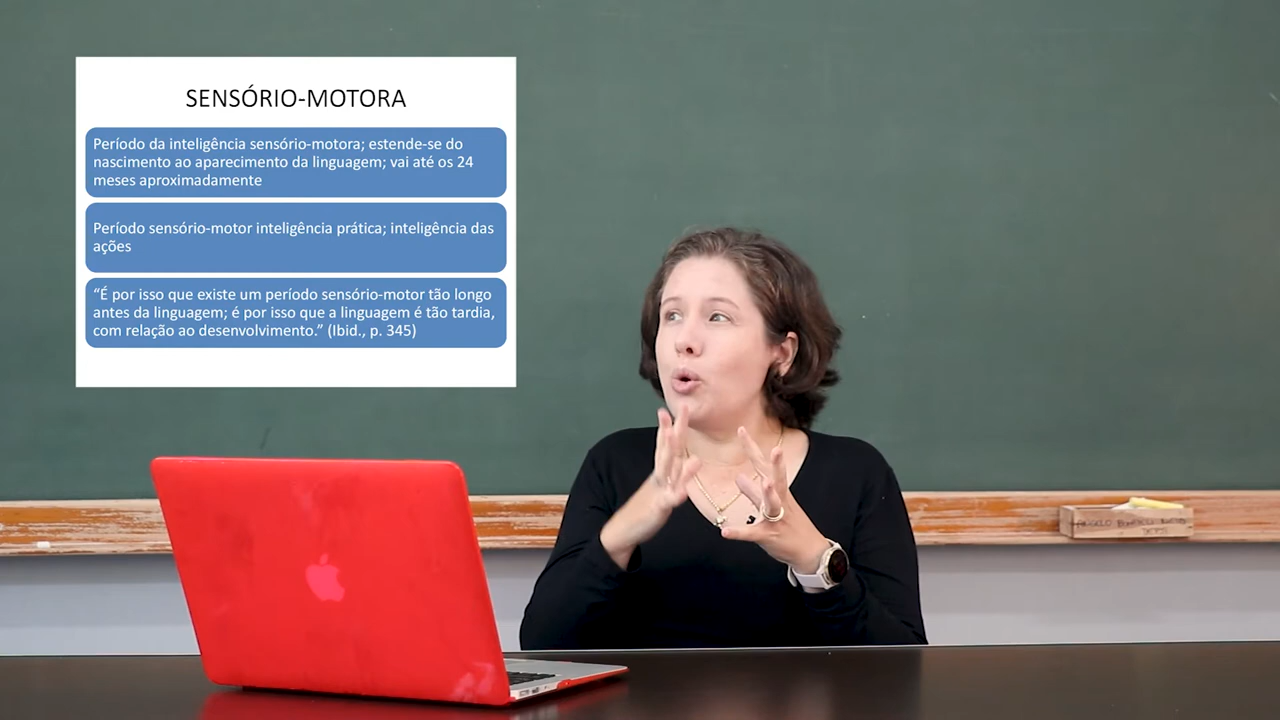 SENSÓRIO-MOTORA
Período da inteligência sensório-motora; estende-se do
nascimento ao aparecimento da linguagem; vai até os 24
meses aproximadamente
Período sensório-motor inteligência prática; inteligência das
ações
“É por isso que existe um período sensório-motor tão longo
antes da linguagem; é por isso que a linguagem é tão tardia,
com relação ao desenvolvimento.” (Ibid., p. 345)